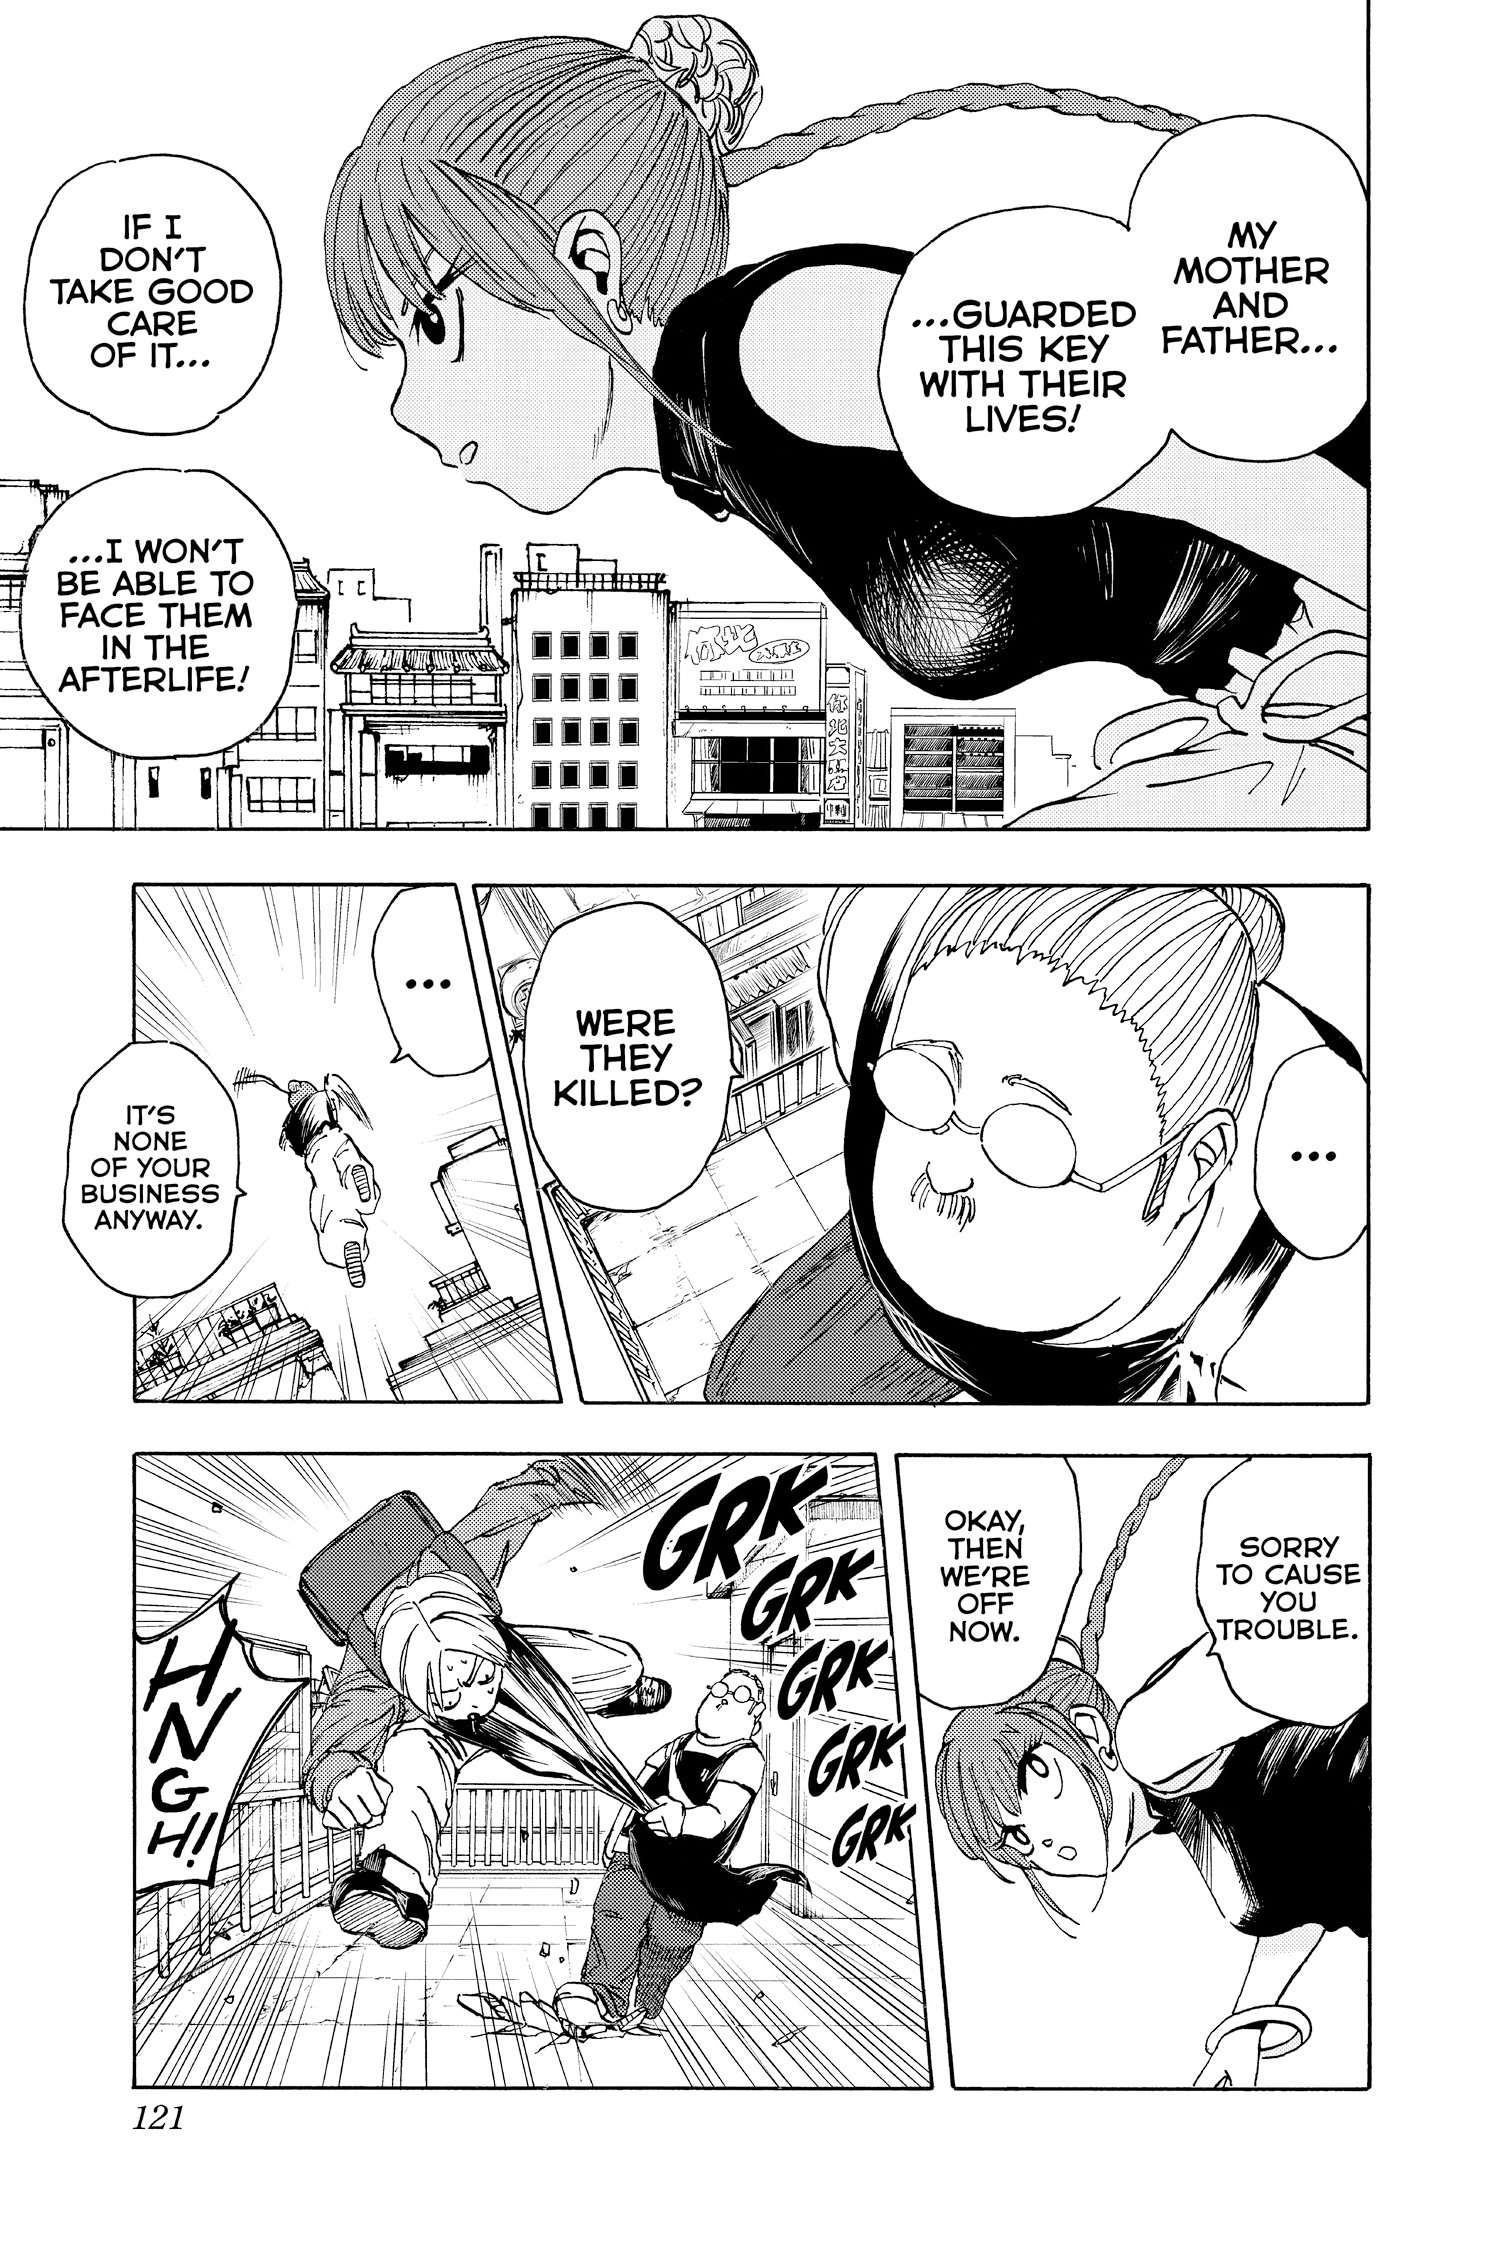 MY
MOTHER
AND
FATHER...
...GUARDED
THIS KEY
WITH THEIR
LIVES!
IF I
DON'T
TAKE GOOD
CARE
OF IT...
...I WON'T
BE ABLE TO
FACE THEM
IN THE
AFTERLIFE!
...
WERE
THEY
KILLED?
...
IT'S
NONE
OF YOUR
BUSINESS
ANYWAY.
SORRY
TO CAUSE
YOU
TROUBLE.
OKAY,
THEN
WE'RE
OFF
NOW.
GRK
GRK
GRK
GRK
GRK
HNGH!
121